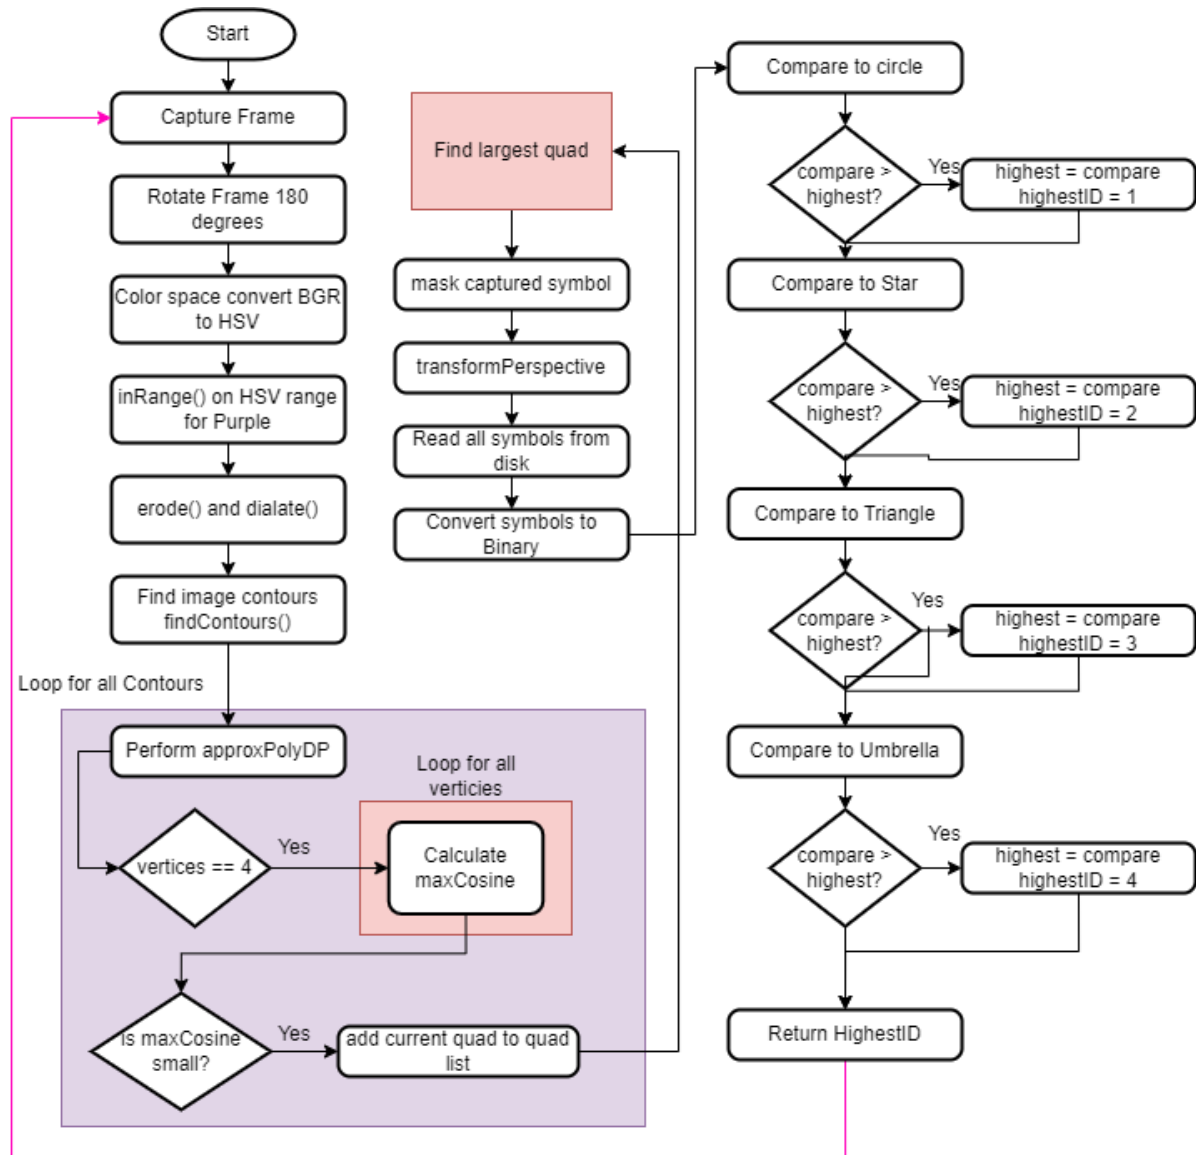 Start
Capture Frame
Rotate Frame 180
degrees
Color space convert BGR
to HSV
inRange() on HSV range
for Purple
erode() and dialate()
Find image contours
findContours()
Loop for all Contours
Perform approxPolyDP
vertices == 4
Yes
Loop for all
verticies
Calculate
maxCosine
Is maxCosine
small?
Yes
add current quad to quad
list
Find largest quad
mask captured symbol
transformPerspective
Read all symbols from
disk
Convert symbols to
Binary
Compare to circle
compare >
highest?
Yes
highest = compare
highestID = 1
Compare to Star
compare >
highest?
Yes
highest = compare
highestID = 2
Compare to Triangle
compare >
highest?
Yes
highest = compare
highestID = 3
Compare to Umbrella
compare >
highest?
Yes
highest = compare
highestID = 4
Return HighestID